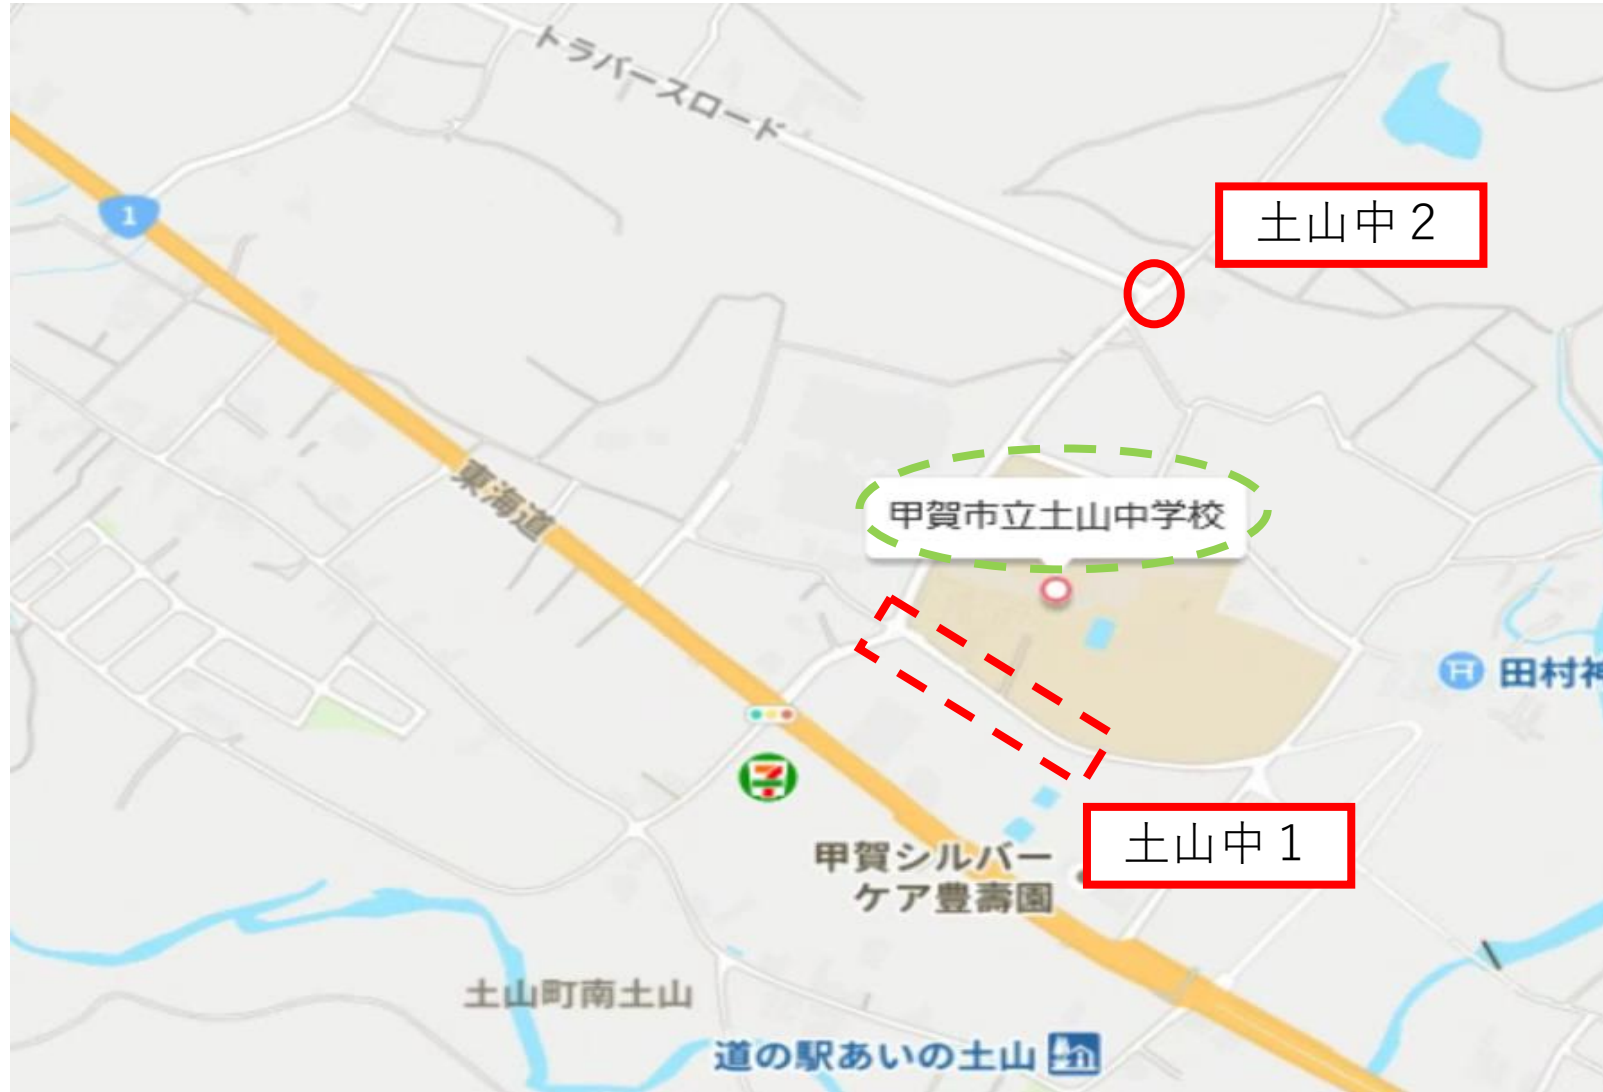 トラバースロード
1
土山中２
東海道
甲賀市立土山中学校
田村神
7
土山中１
甲賀シルバー
ケア豊壽園
土山町南土山
道の駅あいの土山